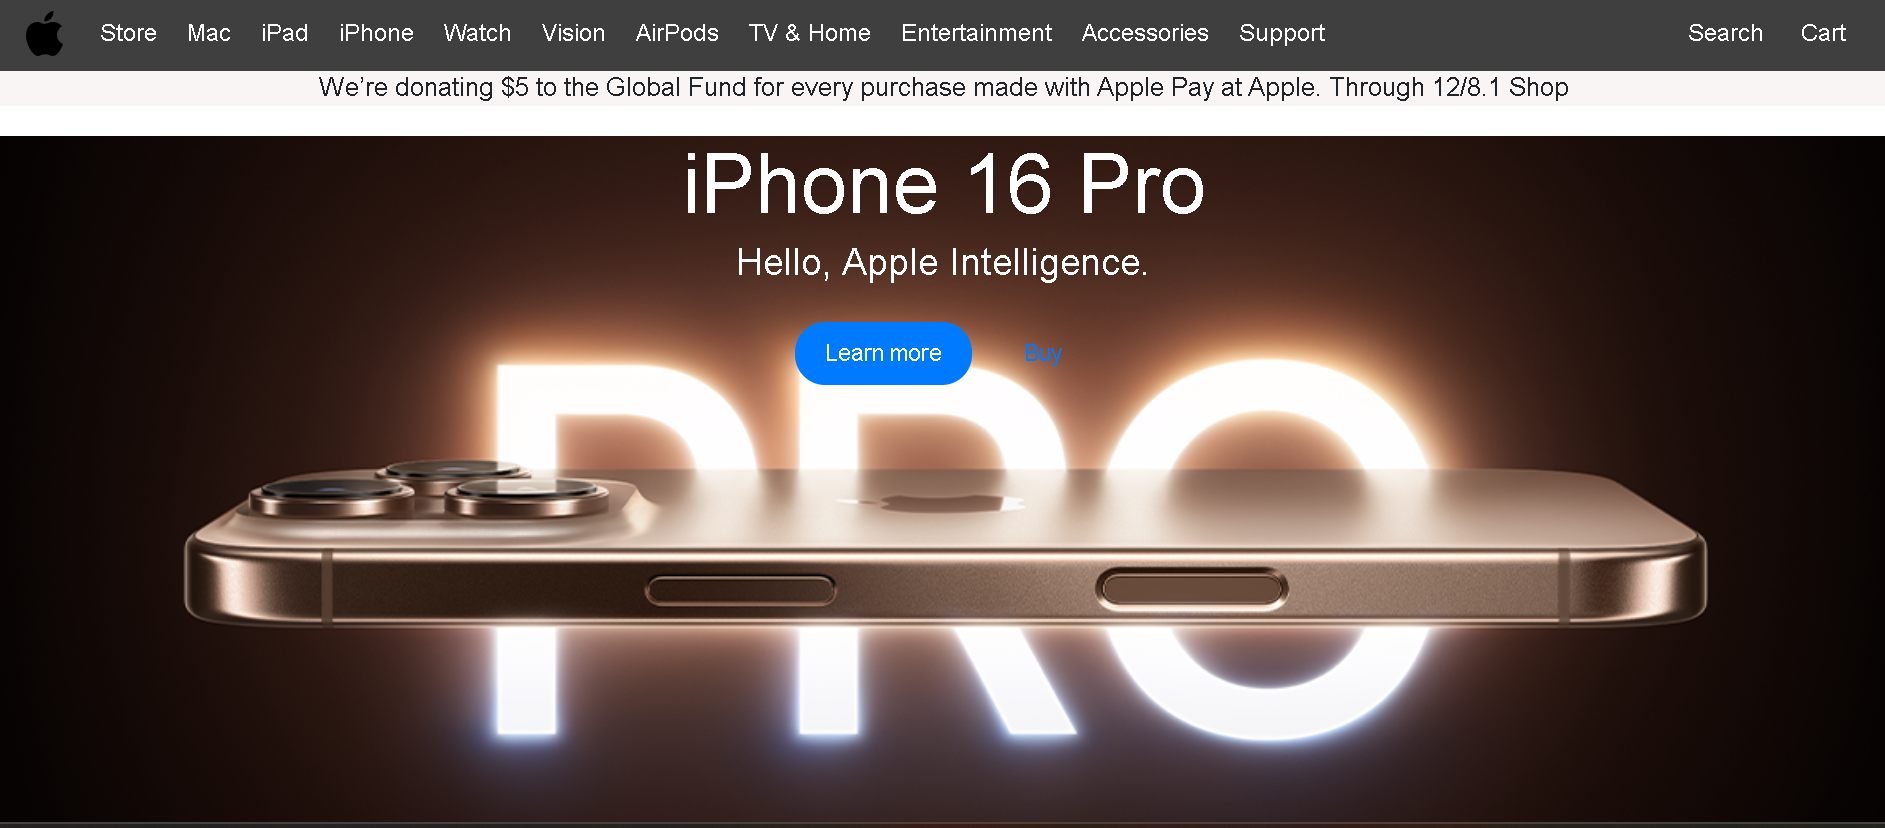 Store Mac iPad iPhone Watch Vision AirPods TV & Home Entertainment Accessories Support Search Cart
We’re donating $5 to the Global Fund for every purchase made with Apple Pay at Apple. Through 12/8.1 Shop
iPhone 16 Pro
Hello, Apple Intelligence.
Learn more Buy
PRO